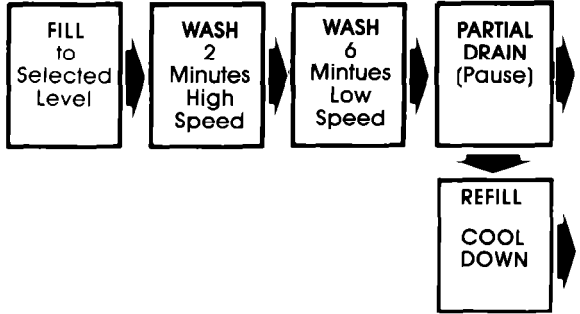 FILL
to
Selected
Level
WASH
2
Minutes
High
Speed
WASH
6
Mintues
Low
Speed
PARTIAL
DRAIN
(Pause)
REFILL
COOL
DOWN